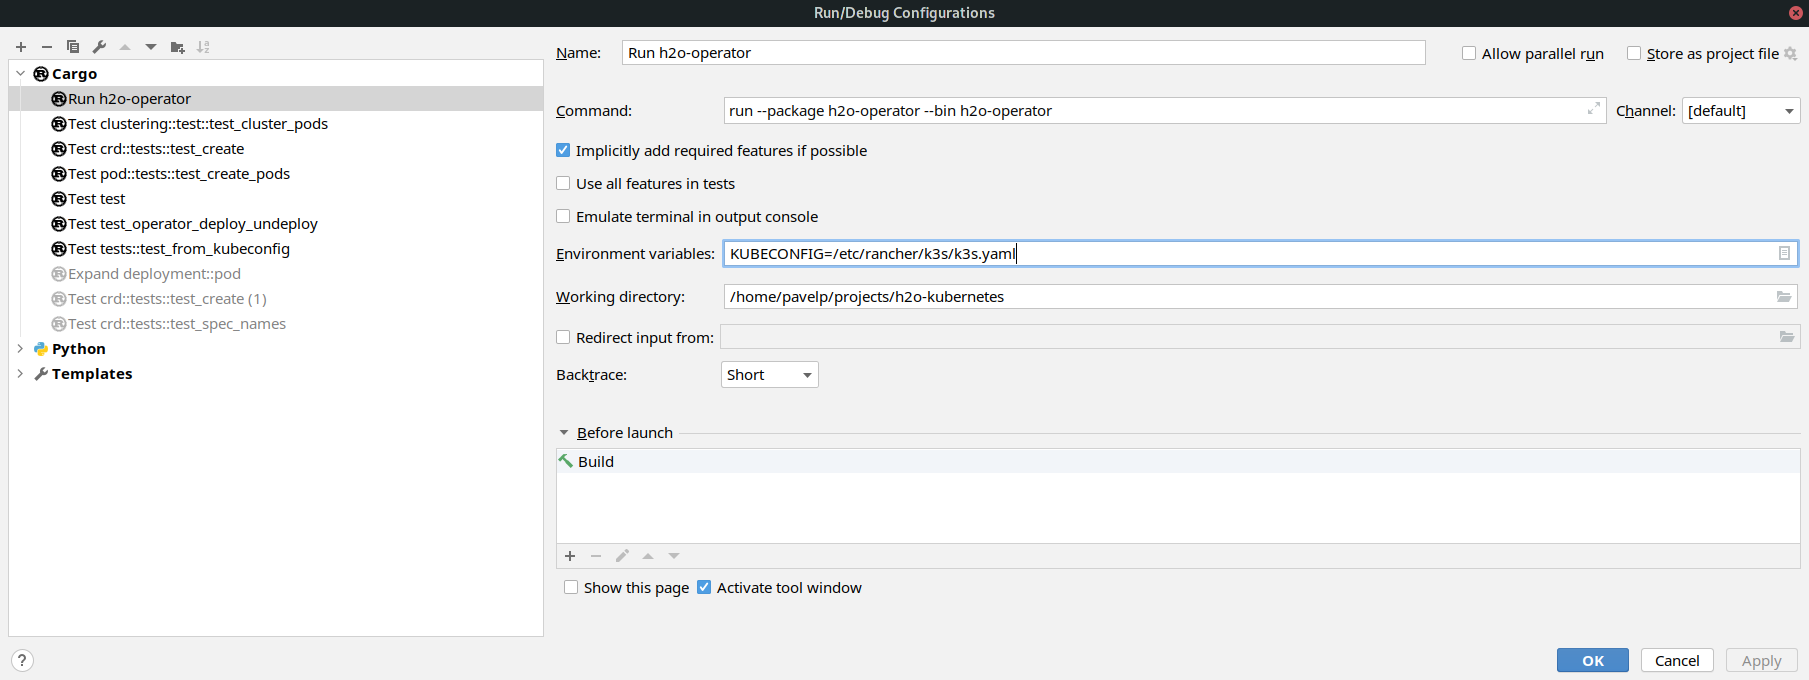 Run/Debug Configurations
Name: Run h2o-operator Allow parallel run Store as project file
Cargo
Run h2o-operator
Test clustering::test::test_cluster_pods
Test crd::tests::test_create
Test pod::tests::test_create_pods
Test test
Test test_operator_deploy_undeploy
Test tests::test_from_kubeconfig
Expand deployment::pod
Test crd::tests::test_create (1)
Test crd::tests::test_spec_names
Python
Templates
Command: run --package h2o-operator --bin h2o-operator Channel: [default]
Implicitly add required features if possible
Use all features in tests
Emulate terminal in output console
Environment variables: KUBECONFIG=/etc/rancher/k3s/k3s.yaml
Working directory: /home/pavelp/projects/h2o-kubernetes
Redirect input from:
Backtrace: Short
Before launch
Build
Show this page Activate tool window
? OK Cancel Apply